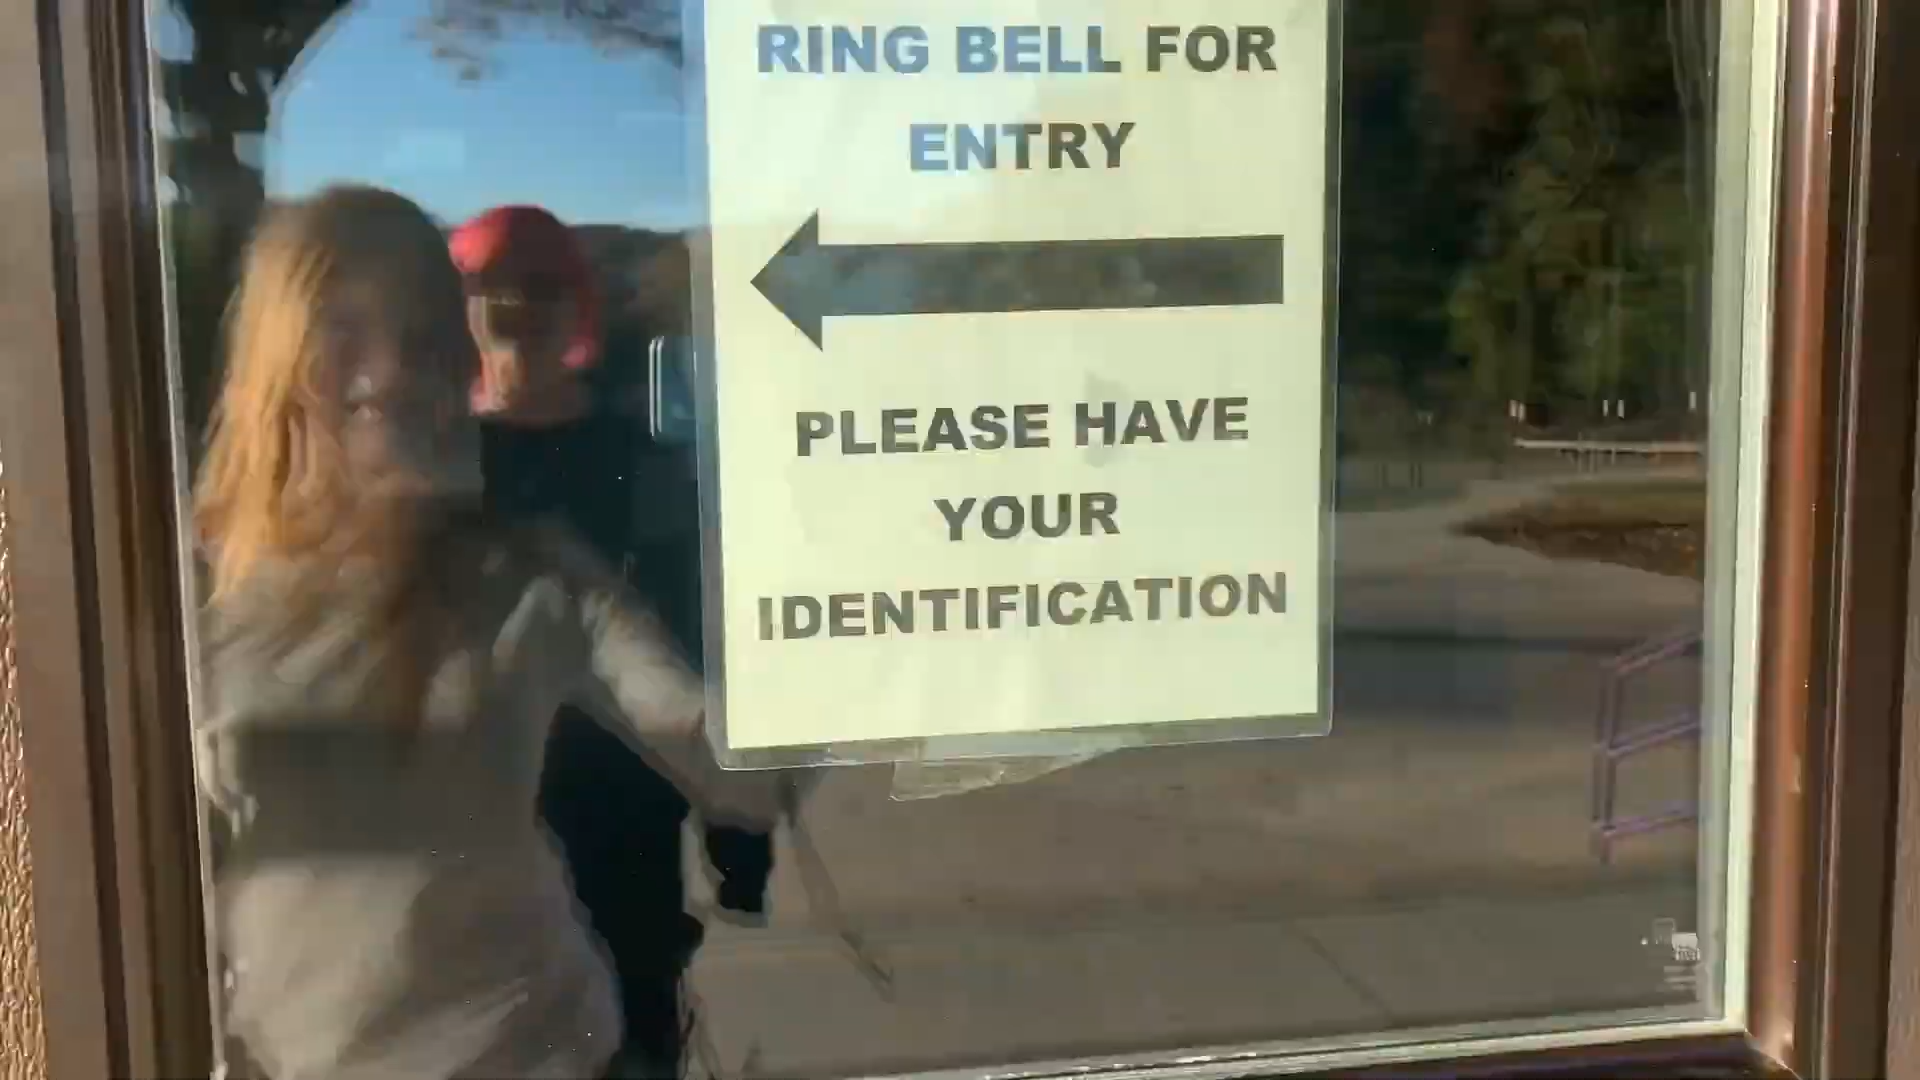 RING BELL FOR
ENTRY
PLEASE HAVE
YOUR
IDENTIFICATION